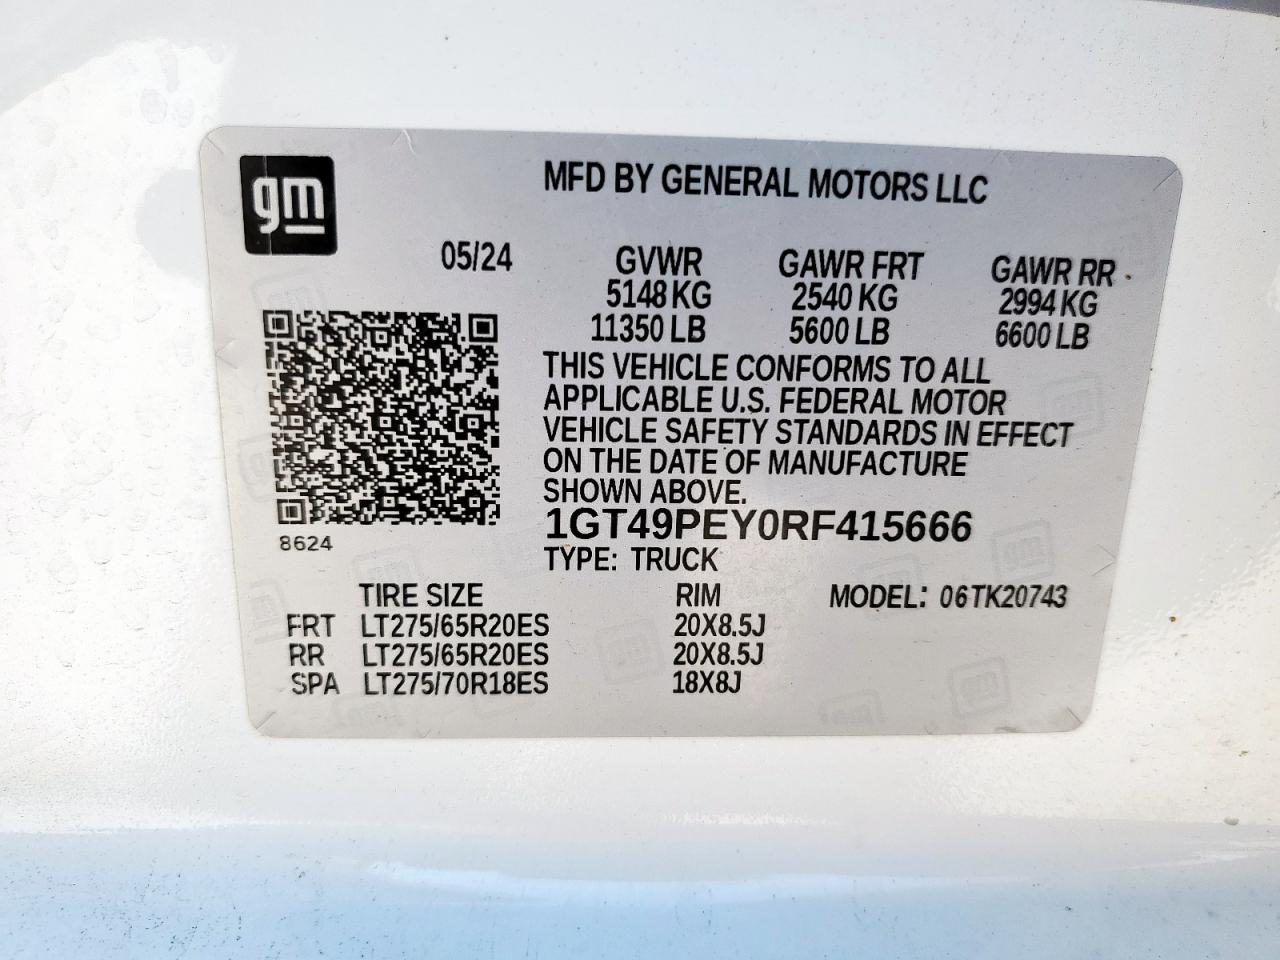 gm
MFD BY GENERAL MOTORS LLC
05/24 GVWR GAWR FRT GAWR RR
5148 KG 2540 KG 2994 KG
11350 LB 5600 LB 6600 LB
THIS VEHICLE CONFORMS TO ALL
APPLICABLE U.S. FEDERAL MOTOR
VEHICLE SAFETY STANDARDS IN EFFECT
ON THE DATE OF MANUFACTURE
SHOWN ABOVE.
1GT49PEY0RF415666
8624
TYPE: TRUCK
TIRE SIZE RIM MODEL: 06TK20743
FRT LT275/65R20ES 20X8.5J
RR LT275/65R20ES 20X8.5J
SPA LT275/70R18ES 18X8J